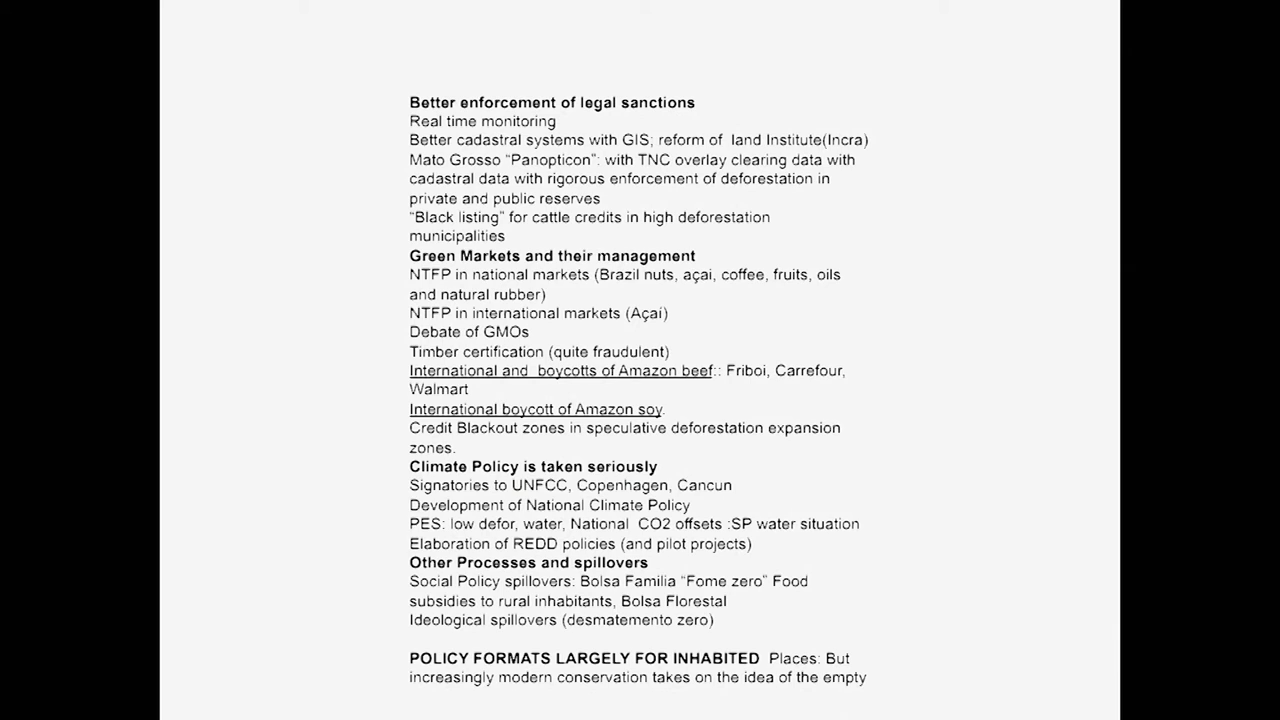 Better enforcement of legal sanctions
Real time monitoring
Better cadastral systems with GIS; reform of  land Institute(Incra)
Mato Grosso “Panopticon”: with TNC overlay clearing data with
cadastral data with rigorous enforcement of deforestation in
private and public reserves
“Black listing” for cattle credits in high deforestation
municipalities
Green Markets and their management
NTFP in national markets (Brazil nuts, açai, coffee, fruits, oils
and natural rubber)
NTFP in international markets (Açaí)
Debate of GMOs
Timber certification (quite fraudulent)
International and  boycotts of Amazon beef:: Friboi, Carrefour,
Walmart
International boycott of Amazon soy.
Credit Blackout zones in speculative deforestation expansion
zones.
Climate Policy is taken seriously
Signatories to UNFCC, Copenhagen, Cancun
Development of National Climate Policy
PES: low defor, water, National  CO2 offsets :SP water situation
Elaboration of REDD policies (and pilot projects)
Other Processes and spillovers
Social Policy spillovers: Bolsa Familia “Fome zero” Food
subsidies to rural inhabitants, Bolsa Florestal
Ideological spillovers (desmatemento zero)
POLICY FORMATS LARGELY FOR INHABITED  Places: But
increasingly modern conservation takes on the idea of the empty